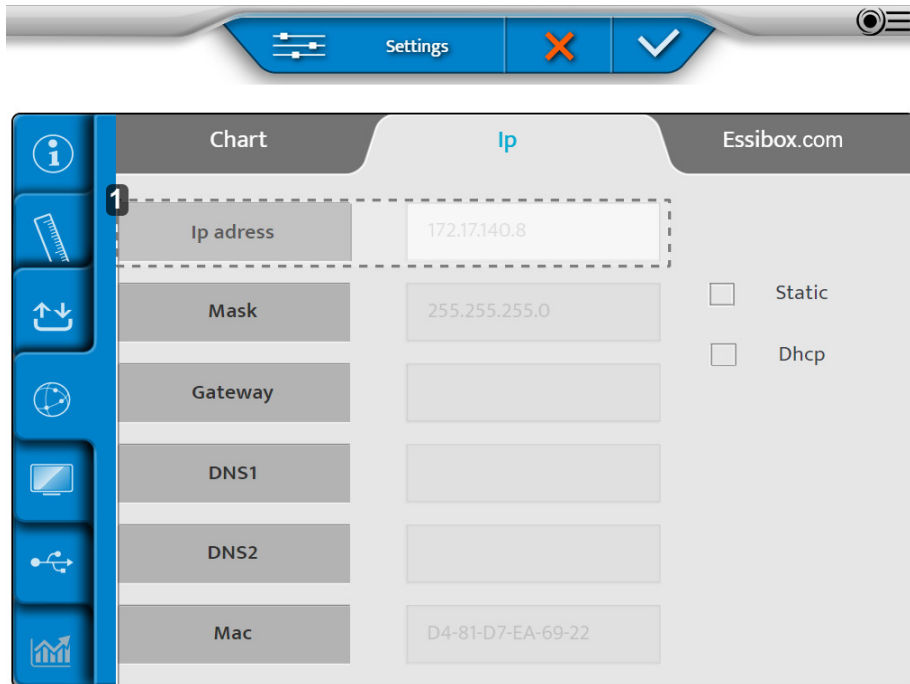 Settings
Chart
Ip
Essibox.com
1
Ip adress
172.17.140.8
Mask
255.255.255.0
Static
Dhcp
Gateway
DNS1
DNS2
Mac
D4-81-D7-EA-69-22